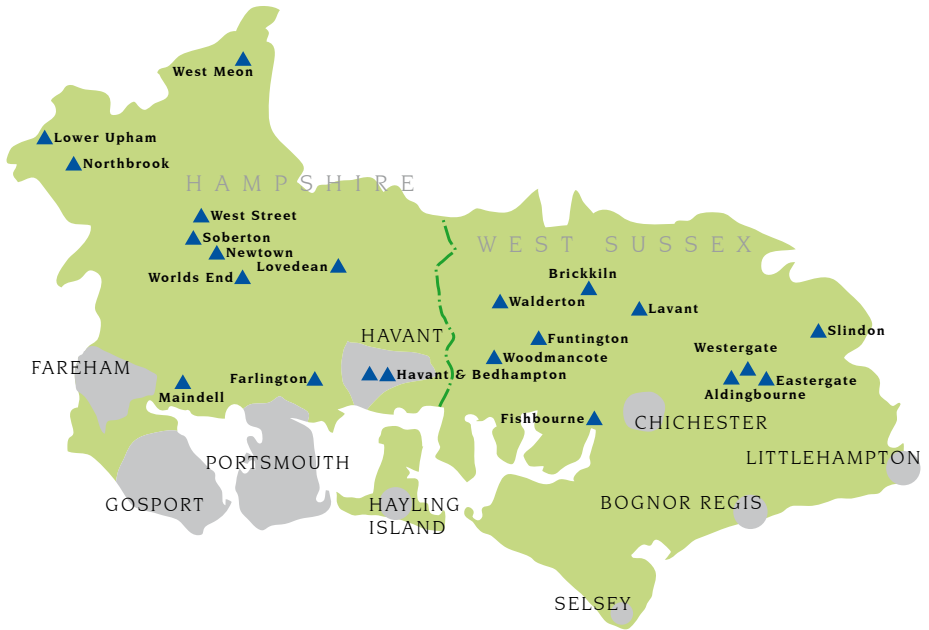 West Meon
Lower Upham
Northbrook
HAMPSHIRE
West Street
Soberton
Newtown
Lovedean
Worlds End
WEST SUSSEX
Brickkiln
Walderton
Lavant
Slindon
Funtington
Westergate
Woodmancote
HAVANT
FAREHAM
Farlington
Havant & Bedhampton
Maindell
Eastergate
Aldingbourne
Fishbourne
CHICHESTER
PORTSMOUTH
LITTLEHAMPTON
GOSPORT
HAYLING
ISLAND
BOGNOR REGIS
SELSEY